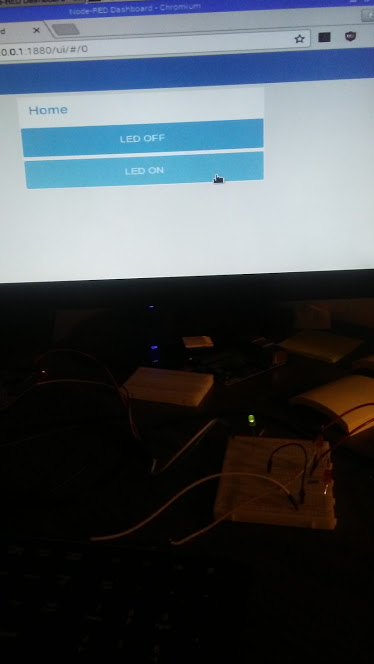 Node-RED Dashboard - Chromium
0.0.1:1880/ui/#/0
Home
LED OFF
LED ON